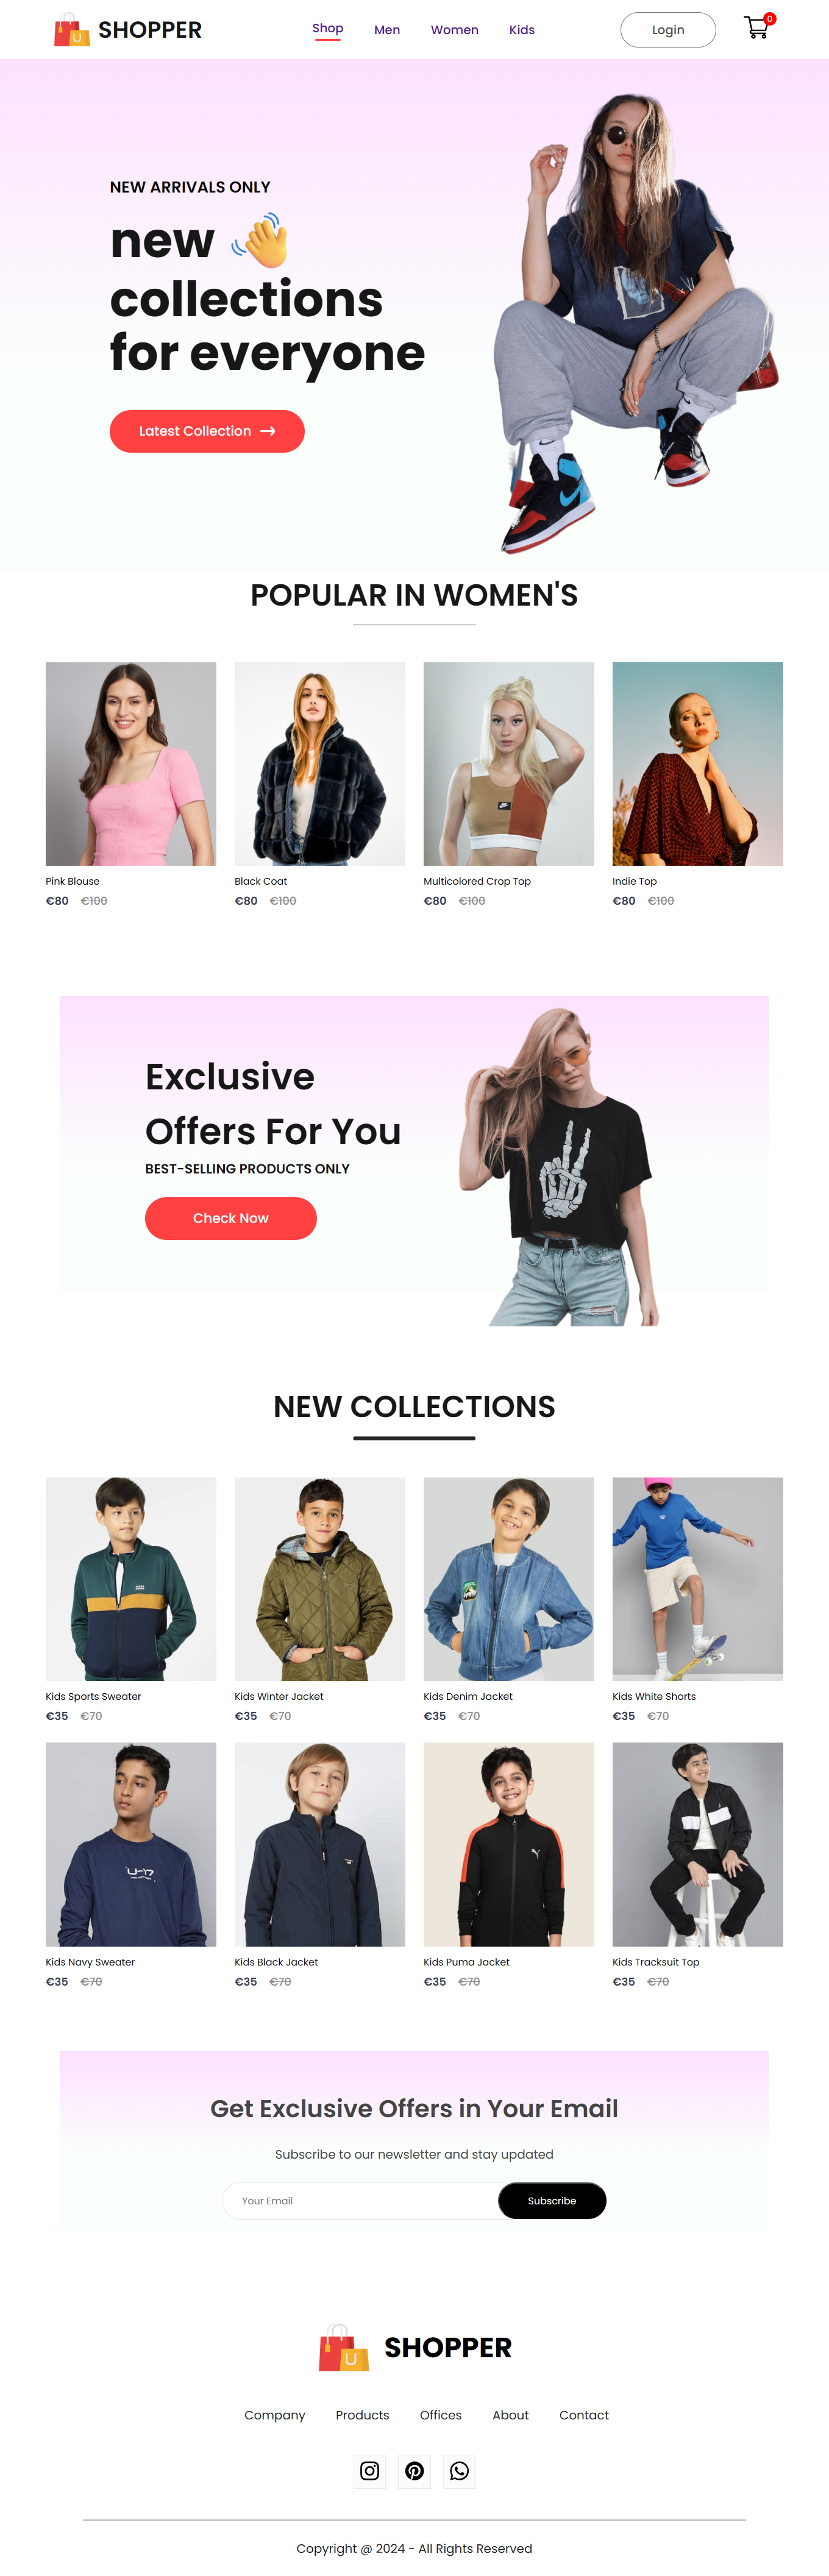 SHOPPER
Shop Men Women Kids
Login
0
NEW ARRIVALS ONLY
new
collections
for everyone
Latest Collection →
POPULAR IN WOMEN'S
Pink Blouse
€80 €100
Black Coat
€80 €100
Multicolored Crop Top
€80 €100
Indie Top
€80 €100
Exclusive
Offers For You
BEST-SELLING PRODUCTS ONLY
Check Now
NEW COLLECTIONS
Kids Sports Sweater
€35 €70
Kids Winter Jacket
€35 €70
Kids Denim Jacket
€35 €70
Kids White Shorts
€35 €70
Kids Navy Sweater
€35 €70
Kids Black Jacket
€35 €70
Kids Puma Jacket
€35 €70
Kids Tracksuit Top
€35 €70
Get Exclusive Offers in Your Email
Subscribe to our newsletter and stay updated
Your Email
Subscribe
SHOPPER
Company Products Offices About Contact
Copyright @ 2024 - All Rights Reserved